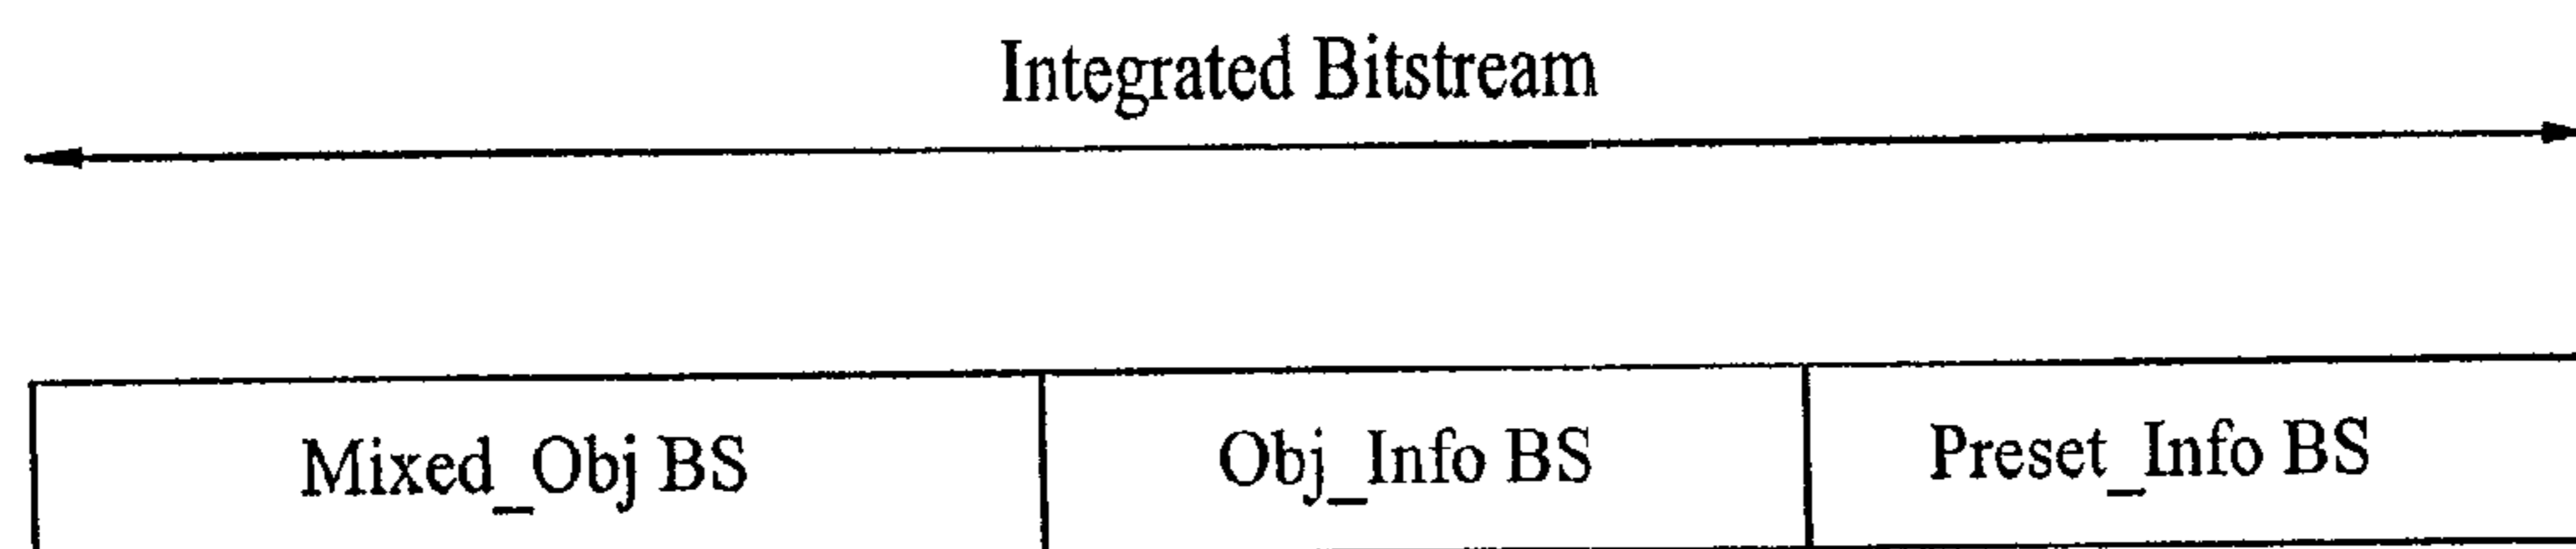 Integrated Bitstream
Mixed_Obj BS Obj_Info BS Preset_Info BS